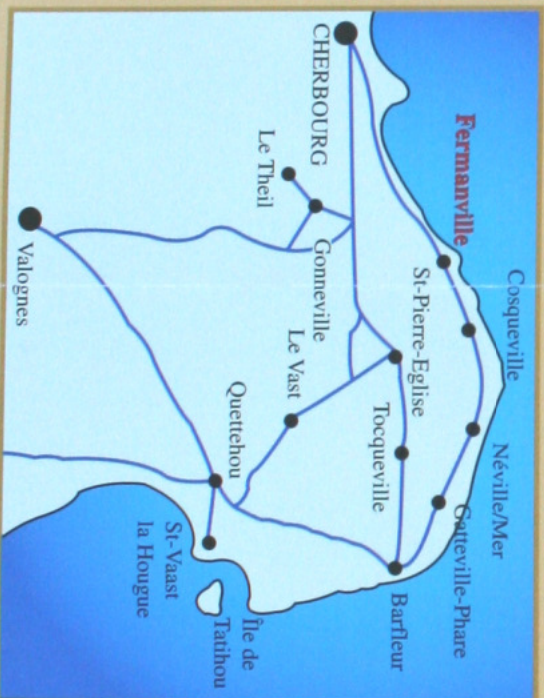 Fermanville
Cosqueville
Néville/Mer
Gatteville-Phare
CHERBOURG
St-Pierre-Eglise
Tocqueville
Barfleur
Le Theil
Gonneville
Le Vast
Quettehou
Île de
Tatihou
St-Vaast
la Hougue
Valognes